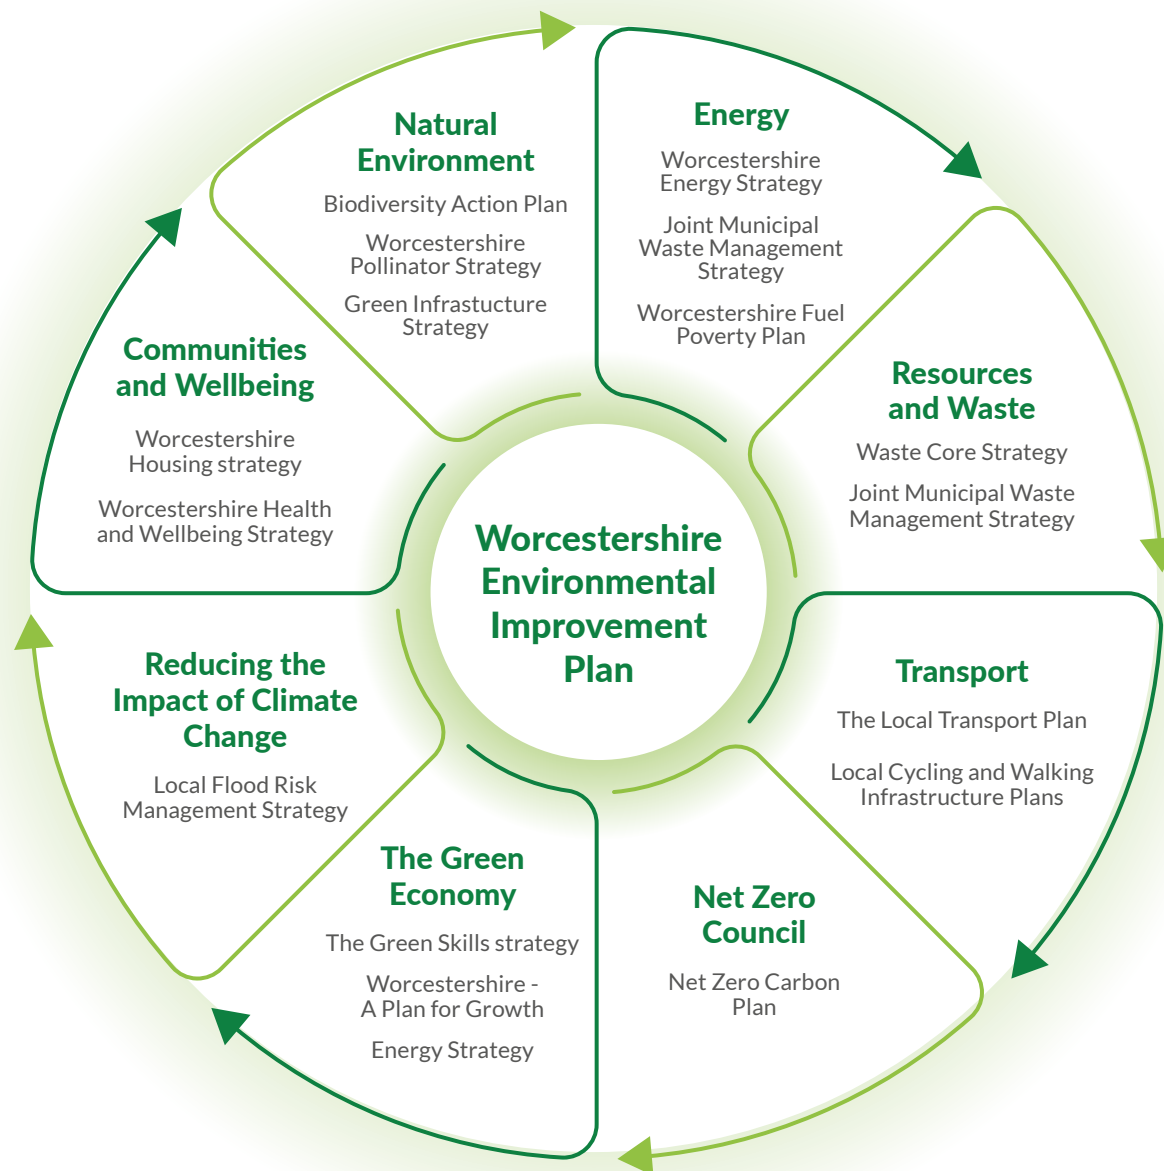 Natural
Environment
Biodiversity Action Plan
Worcestershire
Pollinator Strategy
Green Infrastucture
Strategy
Energy
Worcestershire
Energy Strategy
Joint Municipal
Waste Management
Strategy
Worcestershire Fuel
Poverty Plan
Resources
and Waste
Waste Core Strategy
Joint Municipal Waste
Management Strategy
Transport
The Local Transport Plan
Local Cycling and Walking
Infrastructure Plans
Net Zero
Council
Net Zero Carbon
Plan
The Green
Economy
The Green Skills strategy
Worcestershire -
A Plan for Growth
Energy Strategy
Reducing the
Impact of Climate
Change
Local Flood Risk
Management Strategy
Communities
and Wellbeing
Worcestershire
Housing strategy
Worcestershire Health
and Wellbeing Strategy
Worcestershire
Environmental
Improvement
Plan